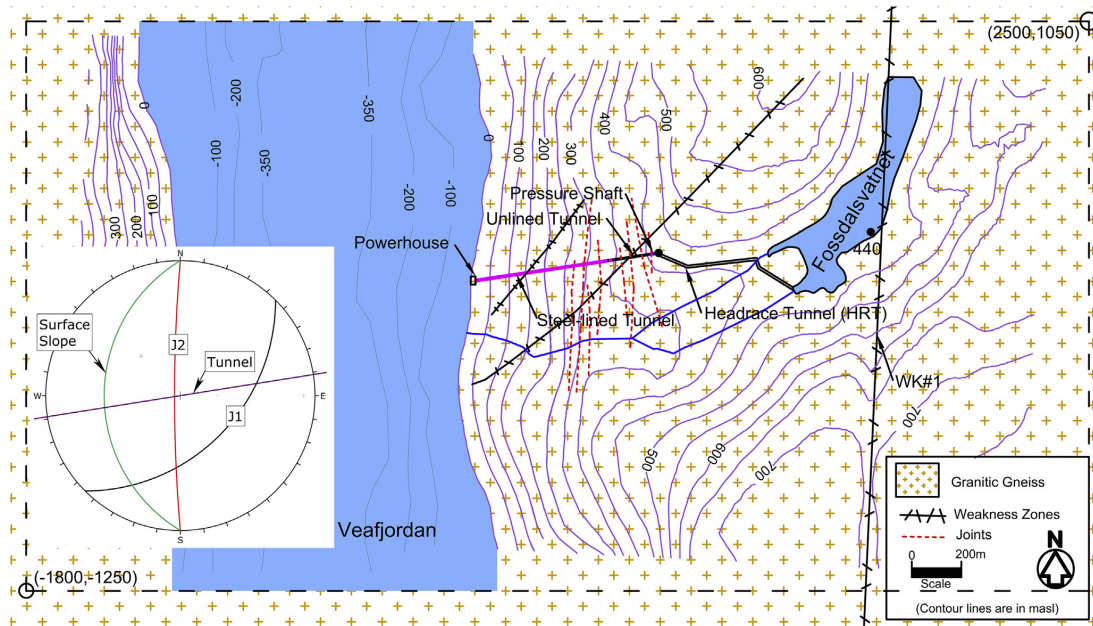 (2500,1050)
-200
-350
600
0
-100
-350
0
400
500
100
200
300
Fossdalsvatnet
-100
-200
Pressure Shaft
Unlined Tunnel
100
200
300
Powerhouse
440
N
Surface
Slope
J2
Tunnel
Steel-lined Tunnel
Headrace Tunnel (HRT)
W
E
J1
WK#1
700
500
600
700
S
Veafjordan
Granitic Gneiss
Weakness Zones
Joints
0
200m
Scale
N
(-1800,-1250)
(Contour lines are in masl)